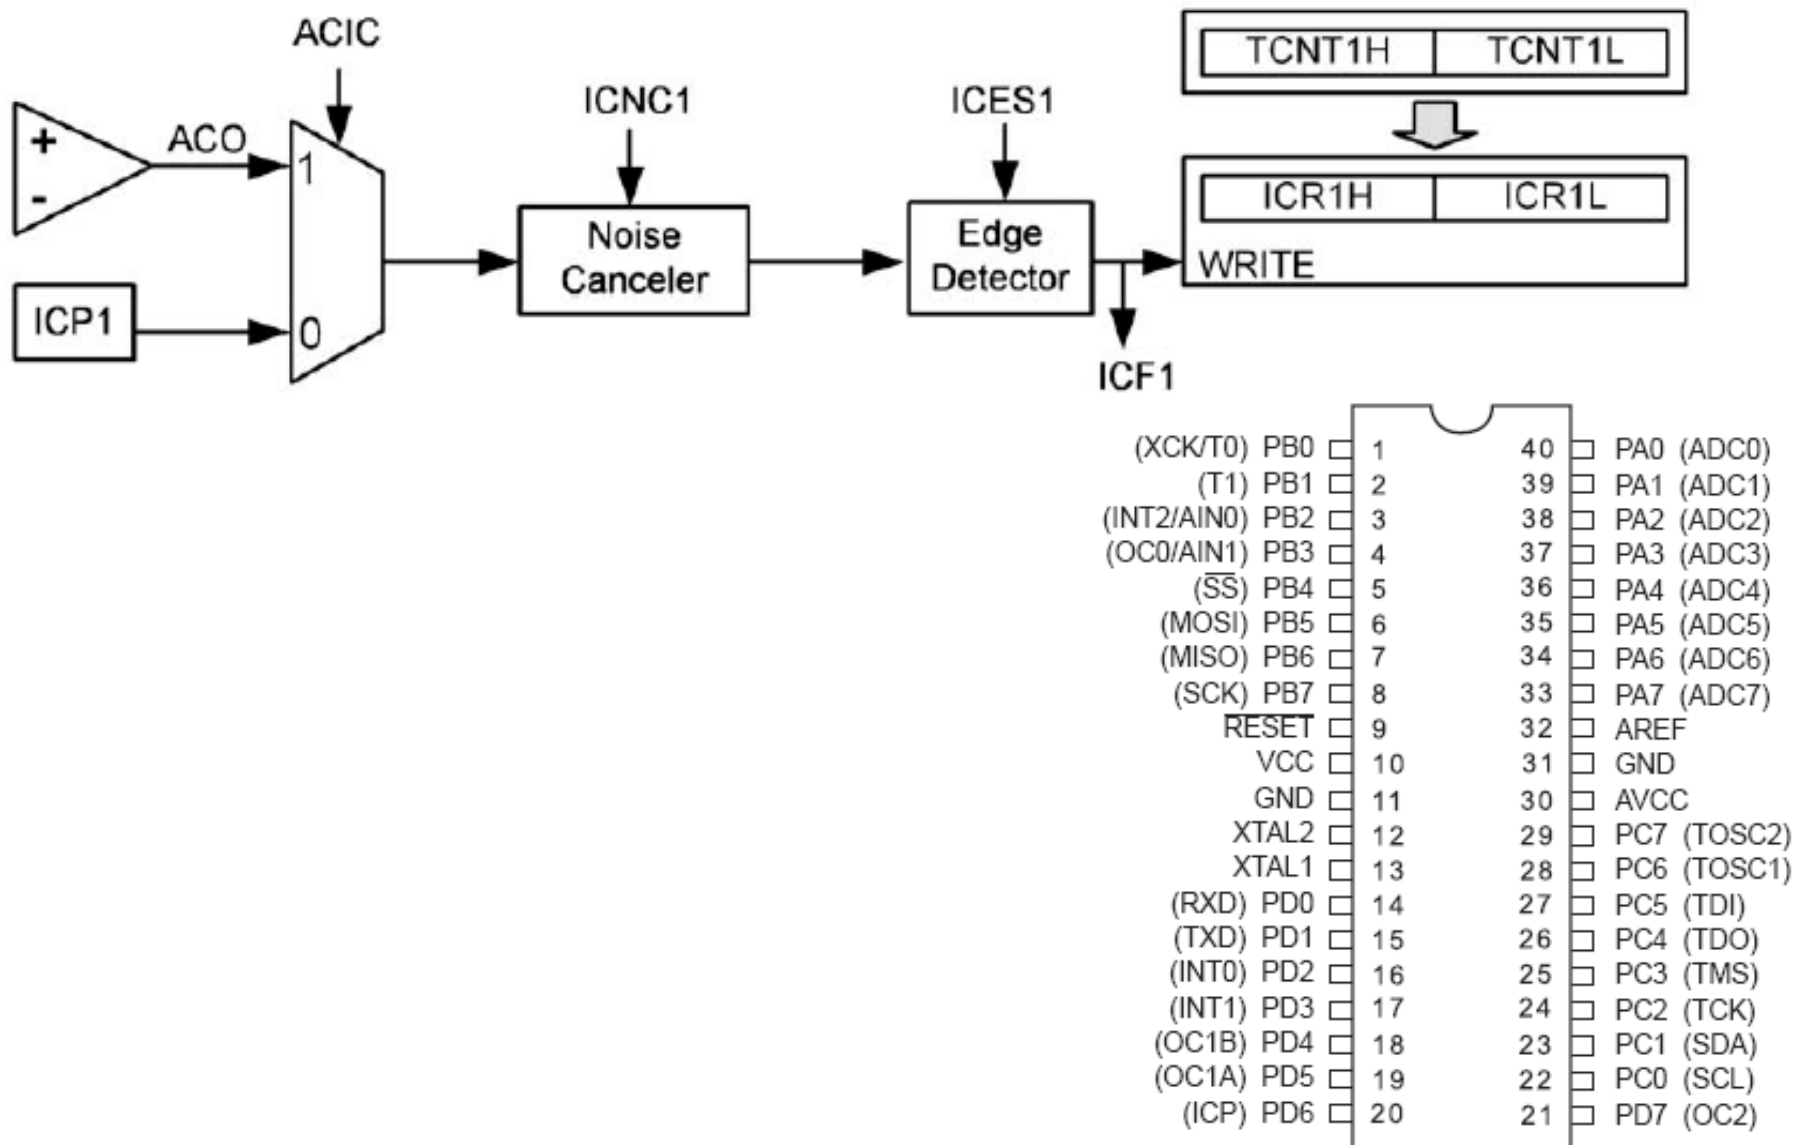 ACIC
ICNC1
ICES1
TCNT1H TCNT1L
+
ACO
1
-
Noise
Canceler
Edge
Detector
ICR1H ICR1L
WRITE
ICP1
0
ICF1
(XCK/T0) PB0 1 40 PA0 (ADC0)
(T1) PB1 2 39 PA1 (ADC1)
(INT2/AIN0) PB2 3 38 PA2 (ADC2)
(OC0/AIN1) PB3 4 37 PA3 (ADC3)
(S̅S̅) PB4 5 36 PA4 (ADC4)
(MOSI) PB5 6 35 PA5 (ADC5)
(MISO) PB6 7 34 PA6 (ADC6)
(SCK) PB7 8 33 PA7 (ADC7)
R̅E̅S̅E̅T̅ 9 32 AREF
VCC 10 31 GND
GND 11 30 AVCC
XTAL2 12 29 PC7 (TOSC2)
XTAL1 13 28 PC6 (TOSC1)
(RXD) PD0 14 27 PC5 (TDI)
(TXD) PD1 15 26 PC4 (TDO)
(INT0) PD2 16 25 PC3 (TMS)
(INT1) PD3 17 24 PC2 (TCK)
(OC1B) PD4 18 23 PC1 (SDA)
(OC1A) PD5 19 22 PC0 (SCL)
(ICP) PD6 20 21 PD7 (OC2)